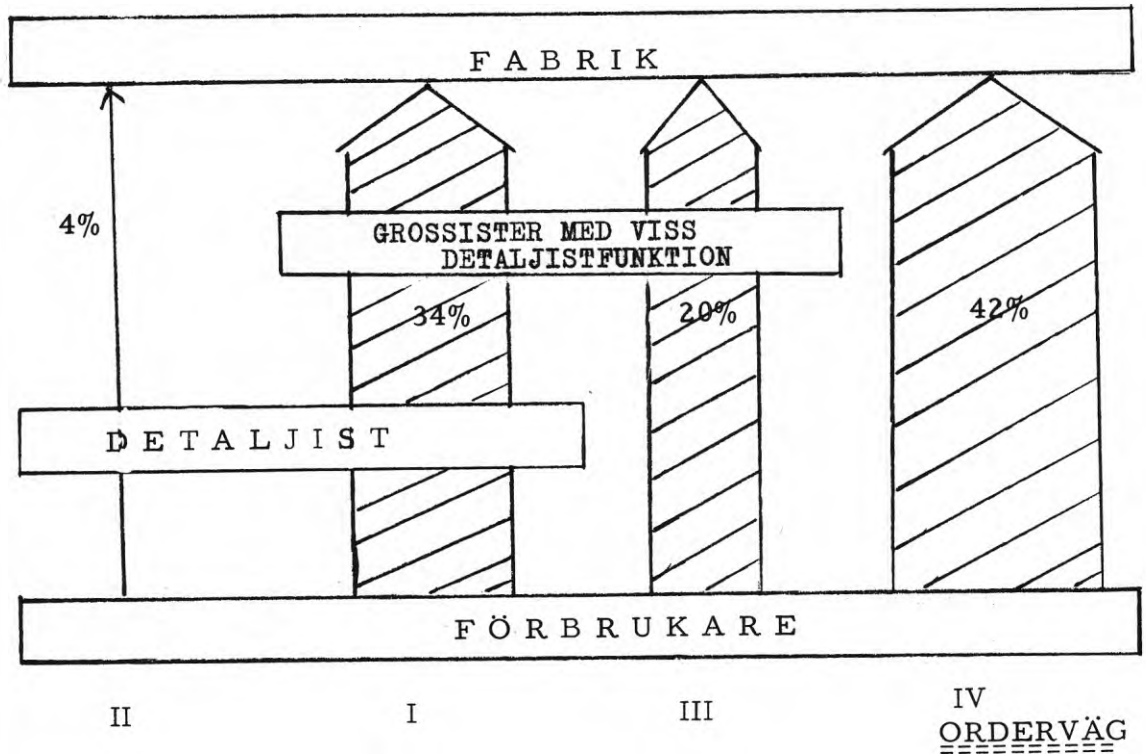 FABRIK
4%
GROSSISTER MED VISS
DETALJISTFUNKTION
34%
20%
42%
DETALJIST
FÖRBRUKARE
II
I
III
IV
ORDERVÄG